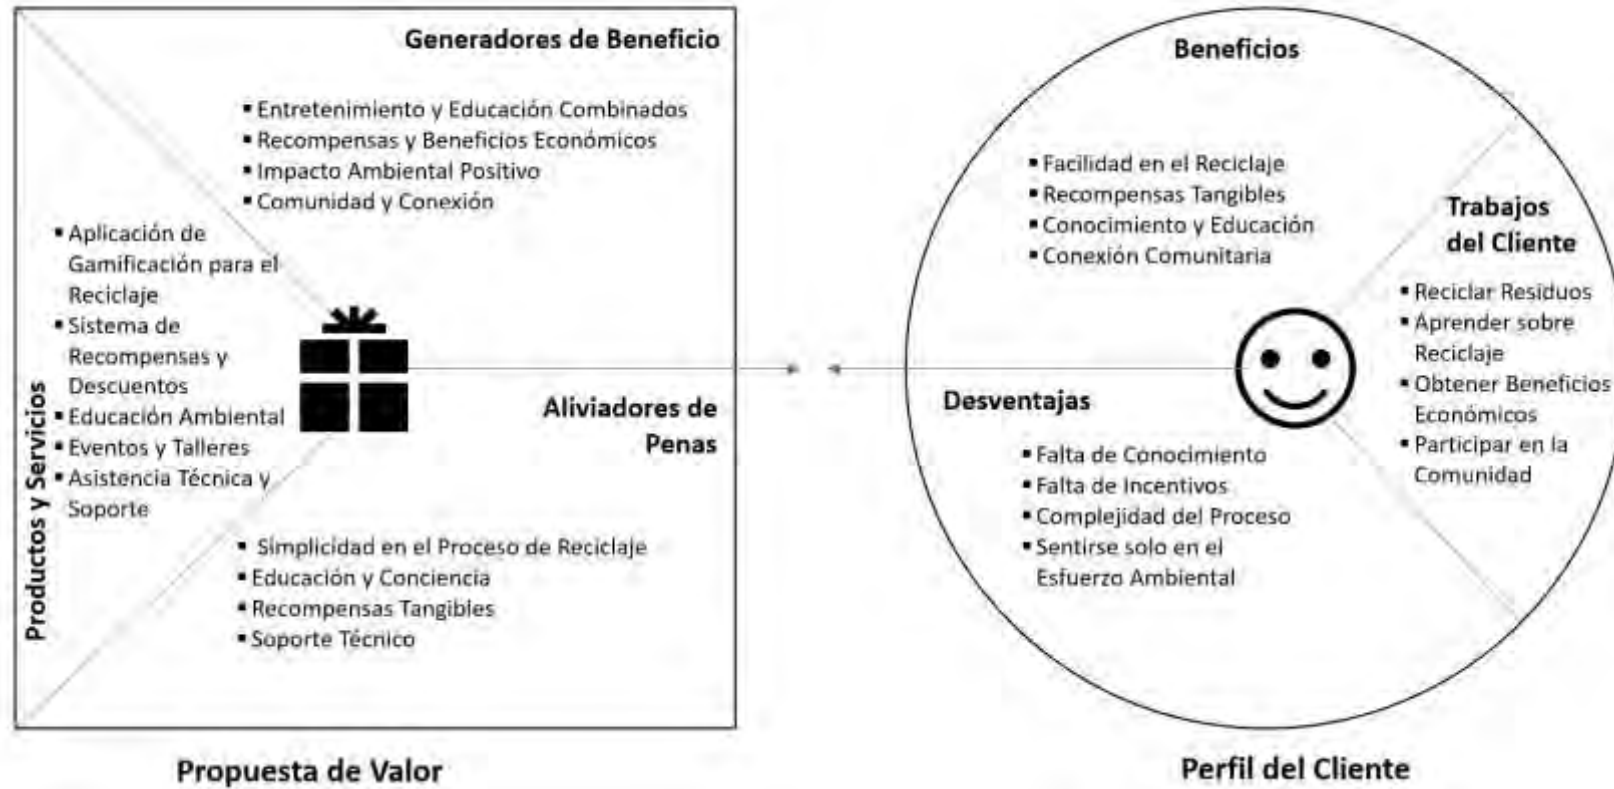 Generadores de Beneficio
▪ Entretenimiento y Educación Combinados
▪ Recompensas y Beneficios Económicos
▪ Impacto Ambiental Positivo
▪ Comunidad y Conexión
Productos y Servicios
▪ Aplicación de
Gamificación para el
Reciclaje
▪ Sistema de
Recompensas y
Descuentos
▪ Educación Ambiental
▪ Eventos y Talleres
▪ Asistencia Técnica y
Soporte
Aliviadores de
Penas
▪ Simplicidad en el Proceso de Reciclaje
▪ Educación y Conciencia
▪ Recompensas Tangibles
▪ Soporte Técnico
Propuesta de Valor
Beneficios
▪ Facilidad en el Reciclaje
▪ Recompensas Tangibles
▪ Conocimiento y Educación
▪ Conexión Comunitaria
Trabajos
del Cliente
▪ Reciclar Residuos
▪ Aprender sobre
Reciclaje
▪ Obtener Beneficios
Económicos
▪ Participar en la
Comunidad
Desventajas
▪ Falta de Conocimiento
▪ Falta de Incentivos
▪ Complejidad del Proceso
▪ Sentirse solo en el
Esfuerzo Ambiental
Perfil del Cliente